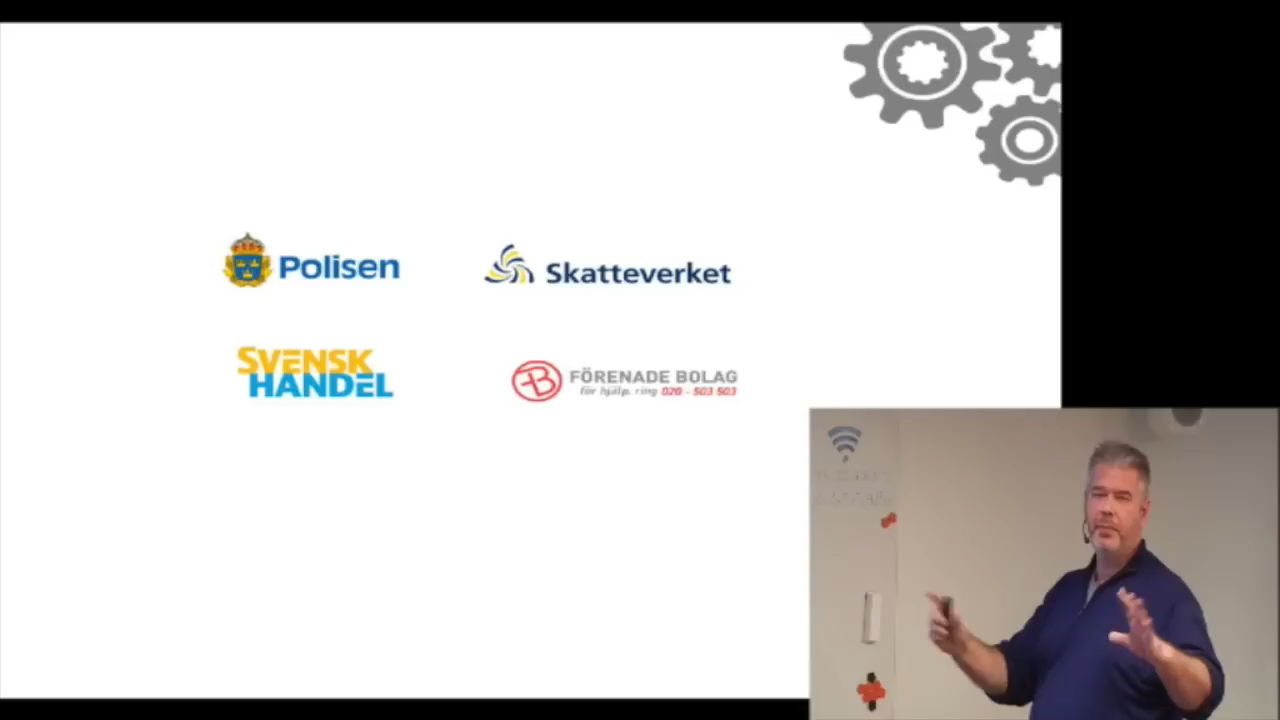 Polisen
Skatteverket
SVENSK
HANDEL
FÖRENADE BOLAG
för hjälp, ring 020 - 503 503